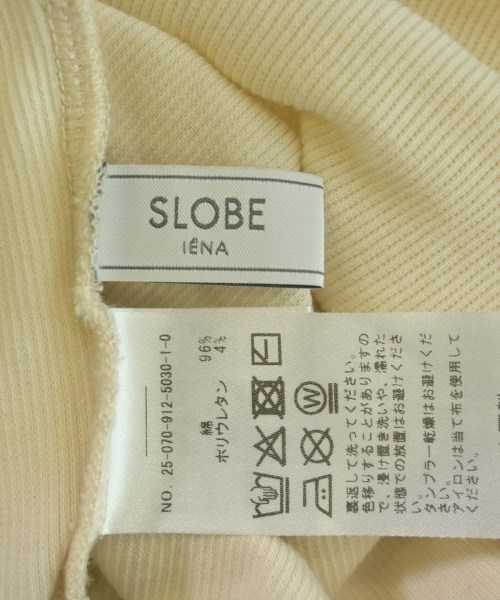 SLOBE
IÉNA
NO. 25-070-912-5030-1-0
綿 96%
ポリウレタン 4%
裏返して洗ってください。
色移りすることがありますの
で、浸け置き洗いや、濡れた
状態での放置はお避けくださ
い。
タンブラー乾燥はお避けくだ
さい。
アイロンは当て布を使用して